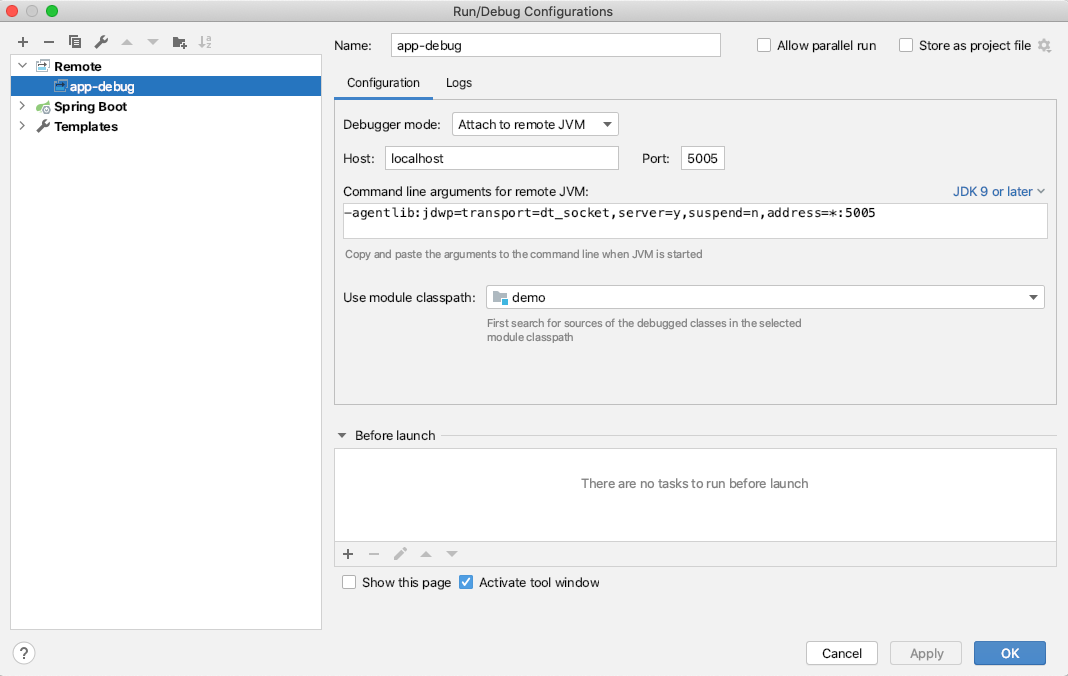 Run/Debug Configurations
Remote
app-debug
Spring Boot
Templates
Name: app-debug Allow parallel run Store as project file
Configuration Logs
Debugger mode: Attach to remote JVM
Host: localhost Port: 5005
Command line arguments for remote JVM: JDK 9 or later
-agentlib:jdwp=transport=dt_socket,server=y,suspend=n,address=*:5005
Copy and paste the arguments to the command line when JVM is started
Use module classpath: demo
First search for sources of the debugged classes in the selected
module classpath
Before launch
There are no tasks to run before launch
Show this page Activate tool window
? Cancel Apply OK